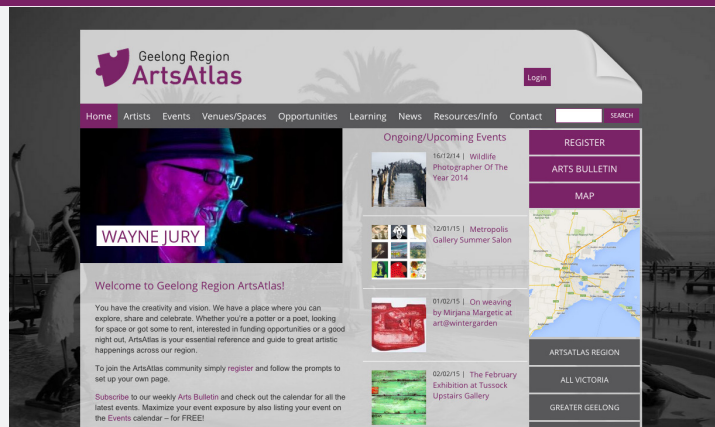 Geelong Region
ArtsAtlas
Login
Home Artists Events Venues/Spaces Opportunities Learning News Resources/Info Contact SEARCH
WAYNE JURY
Welcome to Geelong Region ArtsAtlas!
You have the creativity and vision. We have a place where you can
explore, share and celebrate. Whether you're a potter or a poet, looking
for space or got some to rent, interested in funding opportunities or a good
night out, ArtsAtlas is your essential reference and guide to great artistic
happenings across our region.
To join the ArtsAtlas community simply register and follow the prompts to
set up your own page.
Subscribe to our weekly Arts Bulletin and check out the calendar for all the
latest events. Maximize your event exposure by also listing your event on
the Events calendar – for FREE!
Ongoing/Upcoming Events
16/12/14 | Wildlife
Photographer Of The
Year 2014
12/01/15 | Metropolis
Gallery Summer Salon
01/02/15 | On weaving
by Mirjana Margetic at
art@wintergarden
02/02/15 | The February
Exhibition at Tussock
Upstairs Gallery
REGISTER
ARTS BULLETIN
MAP
ARTSATLAS REGION
ALL VICTORIA
GREATER GEELONG